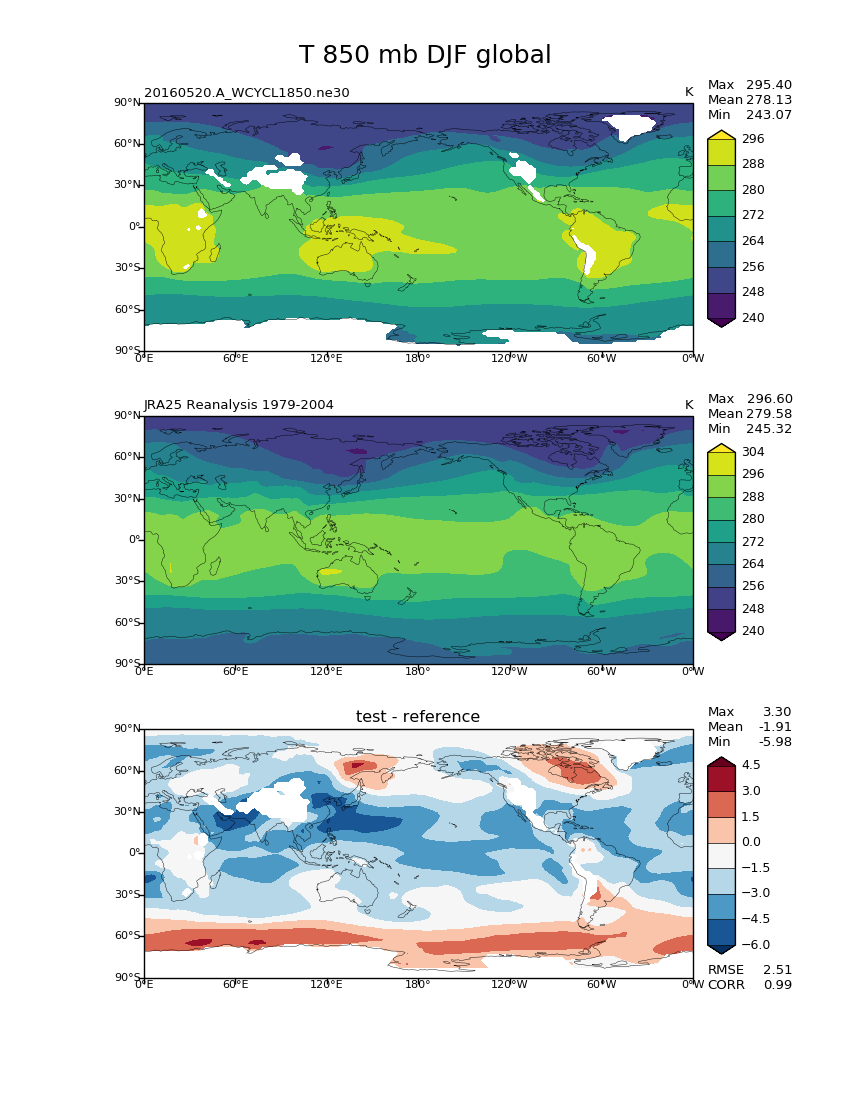 T 850 mb DJF global
20160520.A_WCYCL1850.ne30
K
Max 295.40
Mean 278.13
Min 243.07
90°N
60°N
30°N
0°
30°S
60°S
90°S
0°E 60°E 120°E 180° 120°W 60°W 0°W
296
288
280
272
264
256
248
240
JRA25 Reanalysis 1979-2004
K
Max 296.60
Mean 279.58
Min 245.32
90°N
60°N
30°N
0°
30°S
60°S
90°S
0°E 60°E 120°E 180° 120°W 60°W 0°W
304
296
288
280
272
264
256
248
240
test - reference
Max 3.30
Mean -1.91
Min -5.98
90°N
60°N
30°N
0°
30°S
60°S
90°S
0°E 60°E 120°E 180° 120°W 60°W 0°W
4.5
3.0
1.5
0.0
−1.5
−3.0
−4.5
−6.0
RMSE 2.51
CORR 0.99